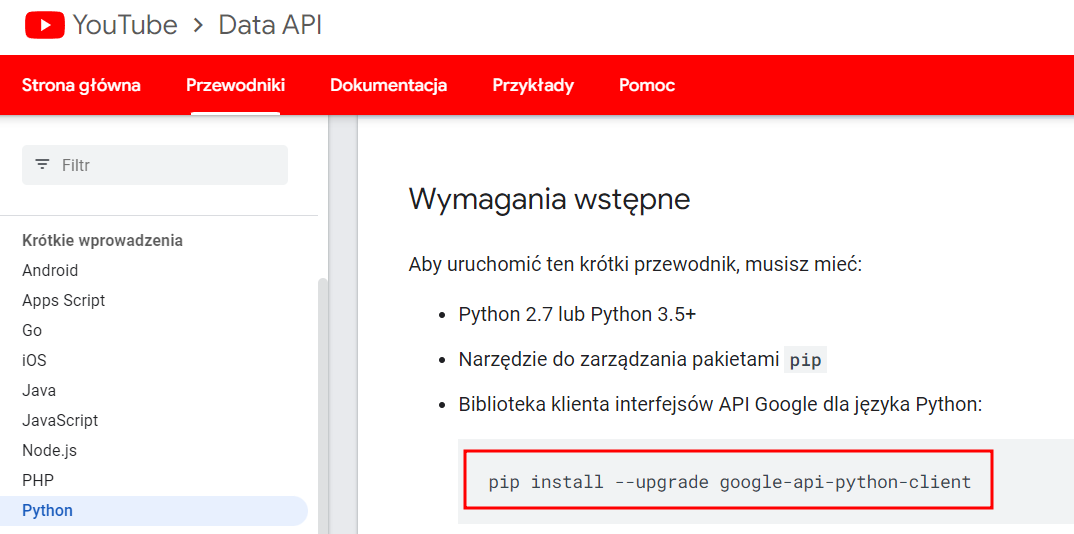 YouTube > Data API
Strona główna Przewodniki Dokumentacja Przykłady Pomoc
Filtr
Krótkie wprowadzenia
Android
Apps Script
Go
iOS
Java
JavaScript
Node.js
PHP
Python
Wymagania wstępne
Aby uruchomić ten krótki przewodnik, musisz mieć:
• Python 2.7 lub Python 3.5+
• Narzędzie do zarządzania pakietami pip
• Biblioteka klienta interfejsów API Google dla języka Python:
pip install --upgrade google-api-python-client